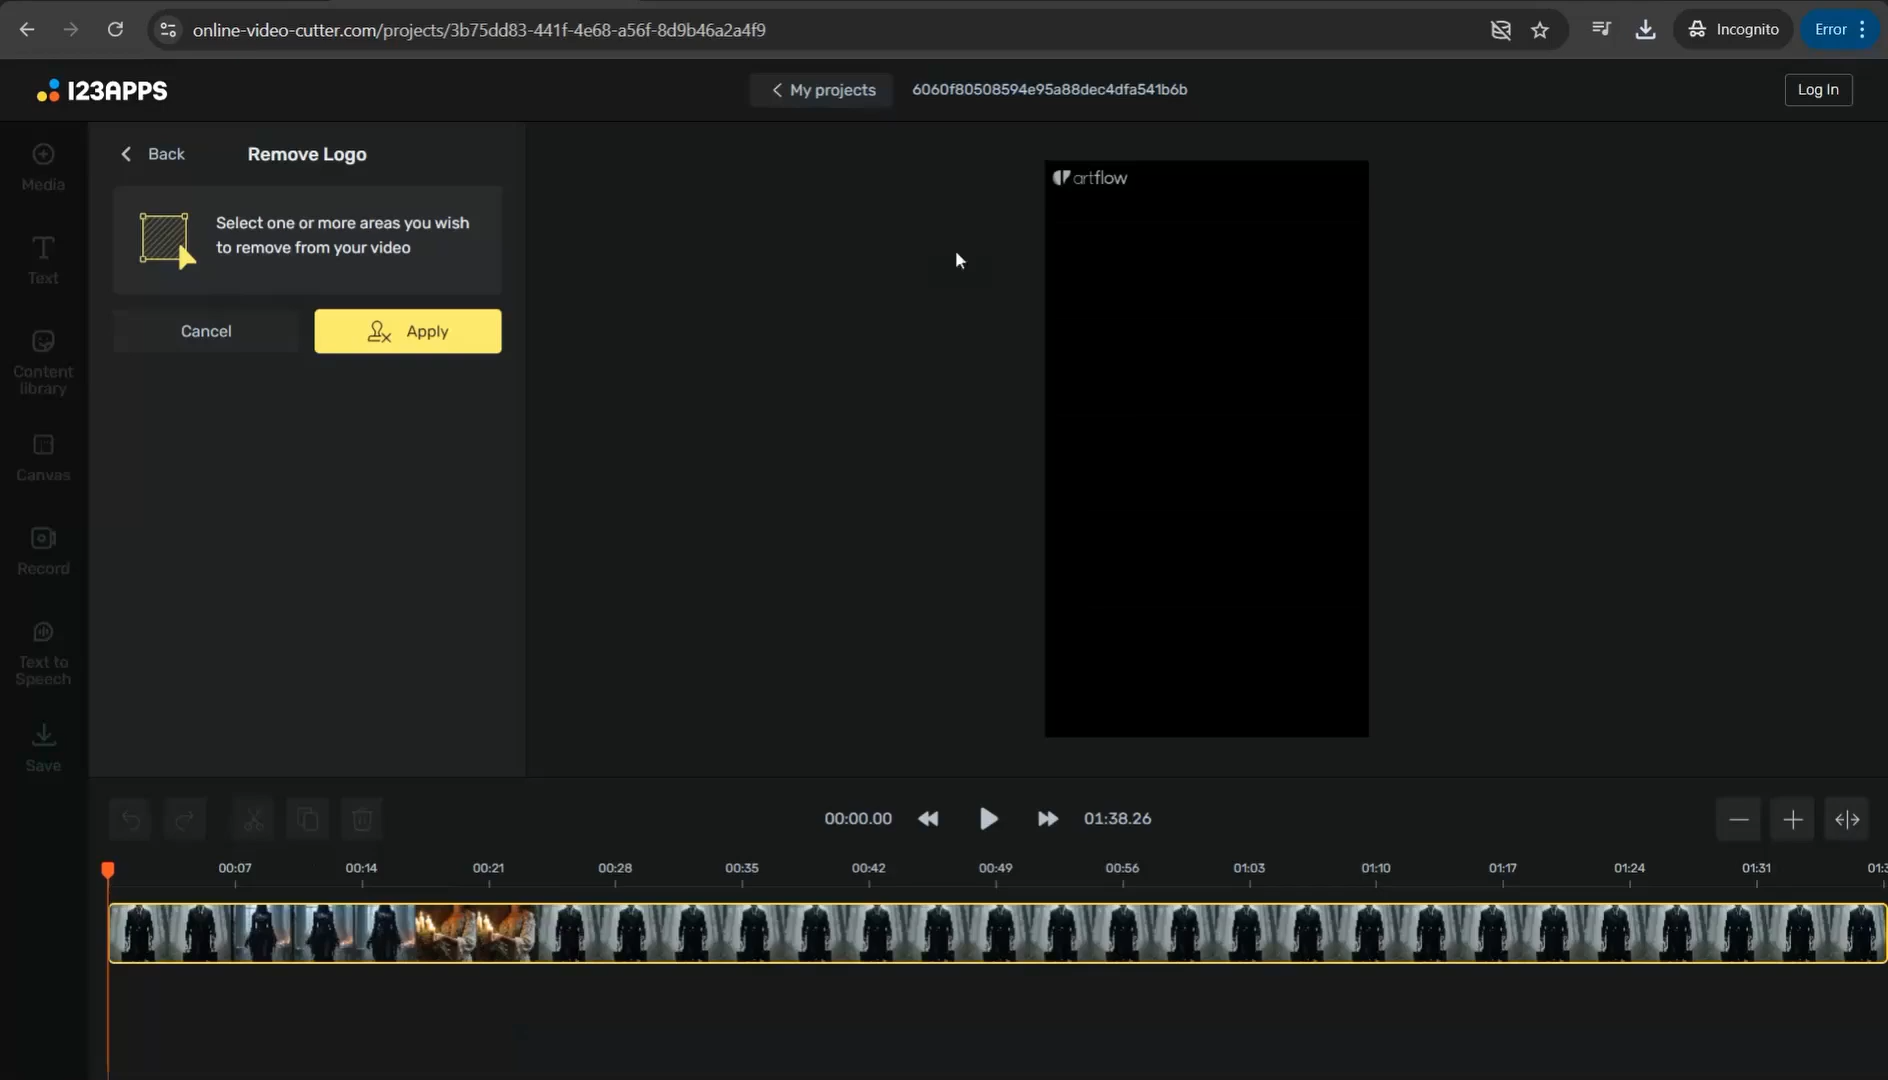 online-video-cutter.com/projects/3b75dd83-441f-4e68-a56f-8d9b46a2a4f9
Incognito
Error
123APPS
My projects
6060f80508594e95a88dec4dfa541b6b
Log In
Media
Text
Content
library
Canvas
Record
Text to
Speech
Save
Back
Remove Logo
Select one or more areas you wish
to remove from your video
Cancel
Apply
artflow
00:00.00
01:38.26
00:07
00:14
00:21
00:28
00:35
00:42
00:49
00:56
01:03
01:10
01:17
01:24
01:31